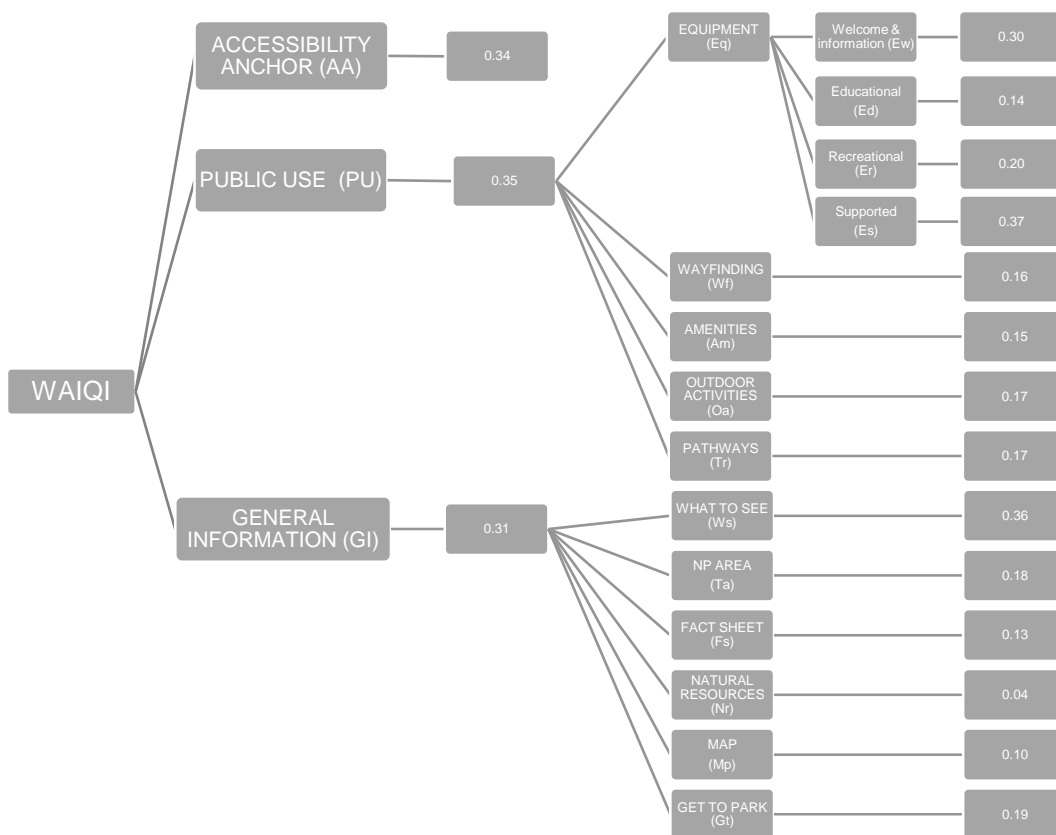 WAIQI
ACCESSIBILITY
ANCHOR (AA)
0.34
PUBLIC USE (PU)
0.35
EQUIPMENT
(Eq)
Welcome &
information (Ew)
0.30
Educational
(Ed)
0.14
Recreational
(Er)
0.20
Supported
(Es)
0.37
WAYFINDING
(Wf)
0.16
AMENITIES
(Am)
0.15
OUTDOOR
ACTIVITIES
(Oa)
0.17
PATHWAYS
(Tr)
0.17
GENERAL
INFORMATION (GI)
0.31
WHAT TO SEE
(Ws)
0.36
NP AREA
(Ta)
0.18
FACT SHEET
(Fs)
0.13
NATURAL
RESOURCES
(Nr)
0.04
MAP
(Mp)
0.10
GET TO PARK
(Gt)
0.19